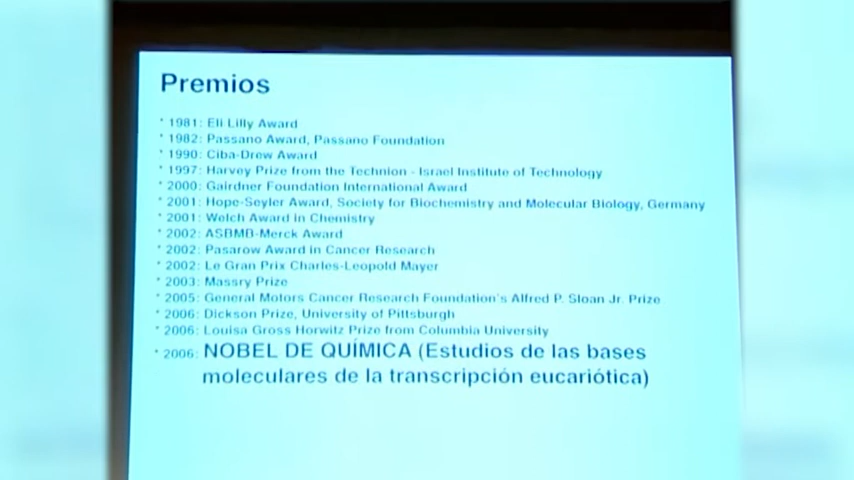 Premios
* 1981: Eli Lilly Award
* 1982: Passano Award, Passano Foundation
* 1990: Ciba-Drew Award
* 1997: Harvey Prize from the Technion - Israel Institute of Technology
* 2000: Gairdner Foundation International Award
* 2001: Hope-Seyler Award, Society for Biochemistry and Molecular Biology, Germany
* 2001: Welch Award in Chemistry
* 2002: ASBMB-Merck Award
* 2002: Pasarow Award in Cancer Research
* 2002: Le Gran Prix Charles-Leopold Mayer
* 2003: Massry Prize
* 2005: General Motors Cancer Research Foundation's Alfred P. Sloan Jr. Prize
* 2006: Dickson Prize, University of Pittsburgh
* 2006: Louisa Gross Horwitz Prize from Columbia University
* 2006: NOBEL DE QUÍMICA (Estudios de las bases
moleculares de la transcripción eucariótica)